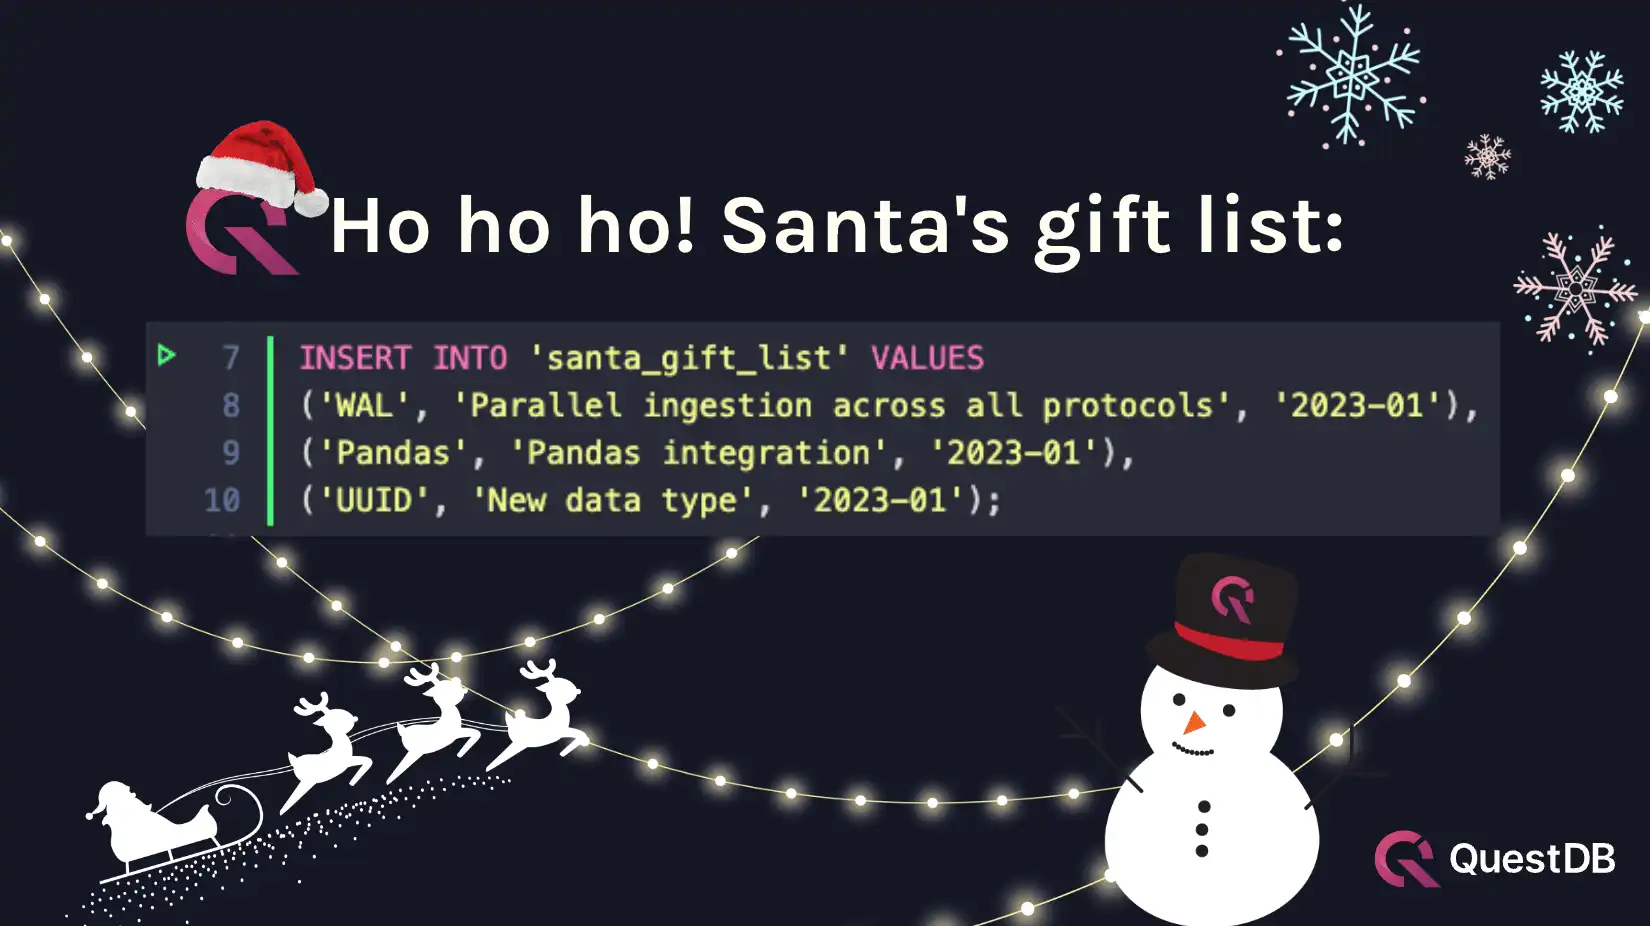 Ho ho ho! Santa's gift list:
7 INSERT INTO 'santa_gift_list' VALUES
8 ('WAL', 'Parallel ingestion across all protocols', '2023-01'),
9 ('Pandas', 'Pandas integration', '2023-01'),
10 ('UUID', 'New data type', '2023-01');
QuestDB